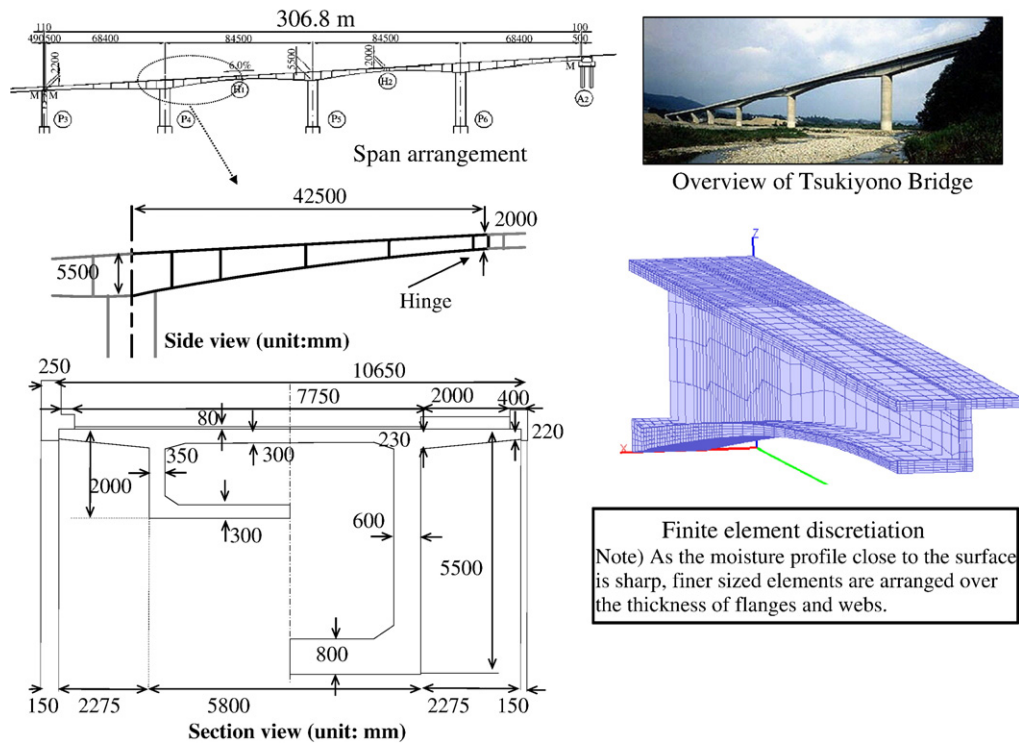 306.8 m
110
100
490
500
68400
84500
84500
68400
500
2200
6.0%
5500
2000
M
M
M
H1
H2
P3
P4
P5
P6
A2
Span arrangement
Overview of Tsukiyono Bridge
42500
2000
5500
Hinge
Side view (unit:mm)
Z
X
250
10650
7750
2000
400
80
230
220
350
300
2000
300
600
5500
800
150
2275
5800
2275
150
Section view (unit: mm)
Finite element discretiation
Note) As the moisture profile close to the surface
is sharp, finer sized elements are arranged over
the thickness of flanges and webs.